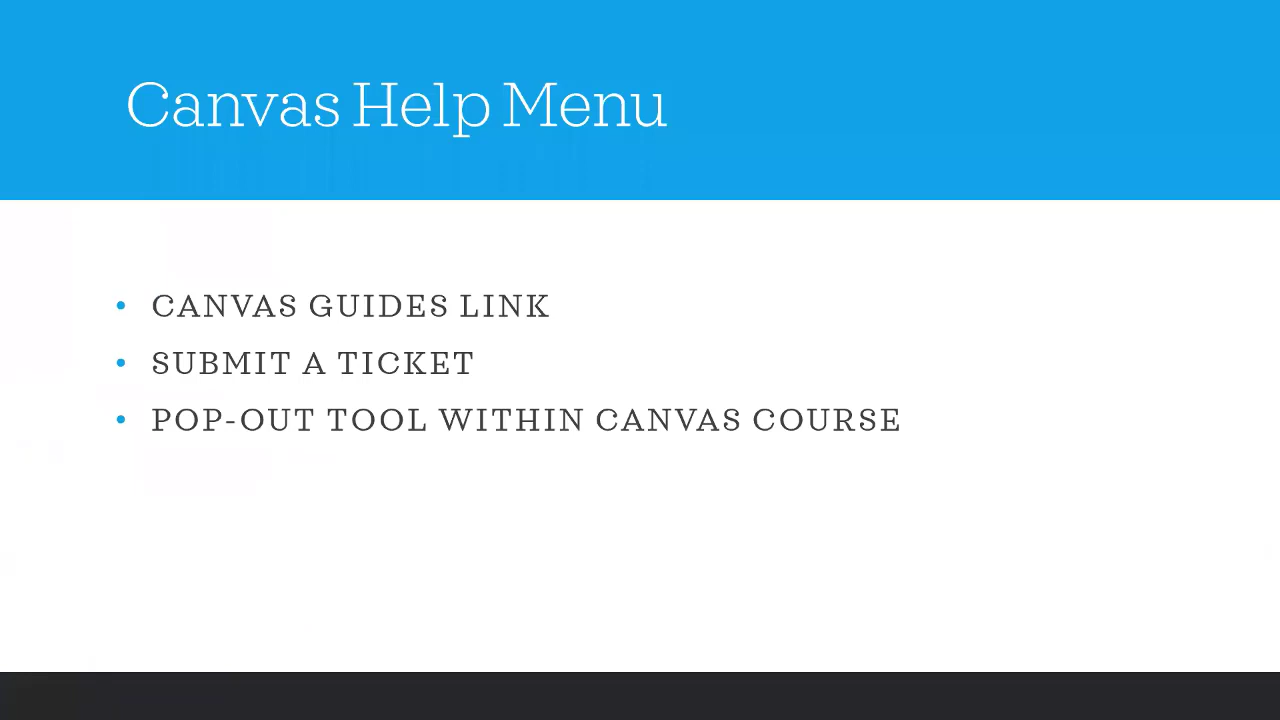 Canvas Help Menu
• CANVAS GUIDES LINK
• SUBMIT A TICKET
• POP-OUT TOOL WITHIN CANVAS COURSE